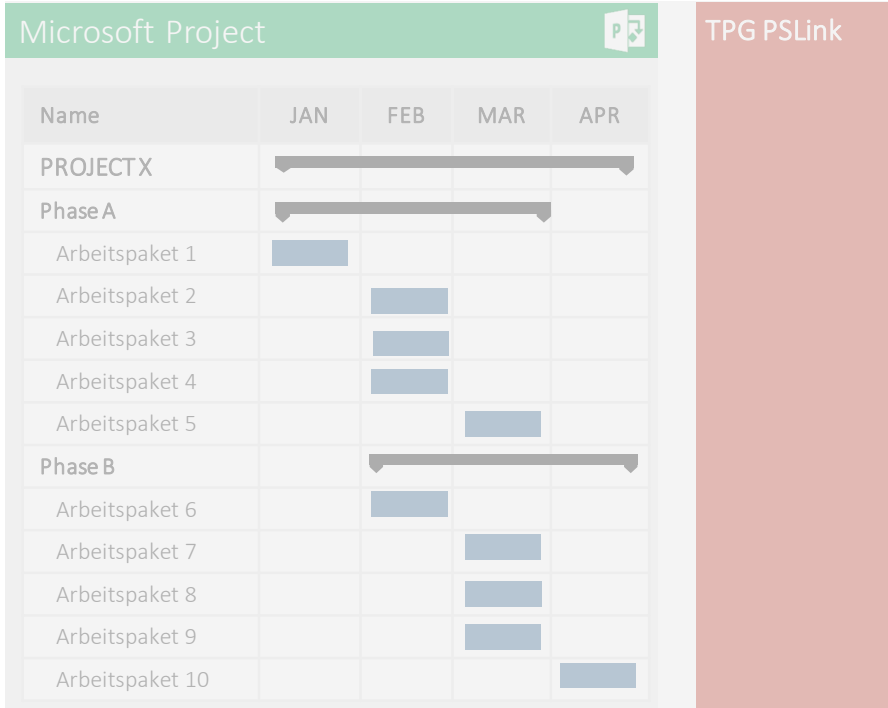 Microsoft Project
P
TPG PSLink
Name JAN FEB MAR APR
PROJECT X
Phase A
Arbeitspaket 1
Arbeitspaket 2
Arbeitspaket 3
Arbeitspaket 4
Arbeitspaket 5
Phase B
Arbeitspaket 6
Arbeitspaket 7
Arbeitspaket 8
Arbeitspaket 9
Arbeitspaket 10